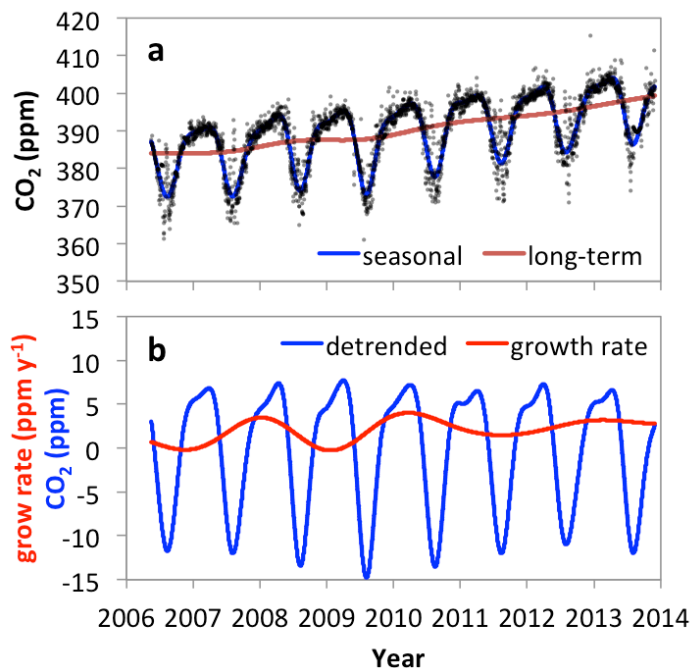 420
410
400
390
380
370
360
350
CO2 (ppm)
a
seasonal
long-term
15
10
5
0
-5
-10
-15
grow rate (ppm y-1)
CO2 (ppm)
b
detrended
growth rate
2006 2007 2008 2009 2010 2011 2012 2013 2014
Year